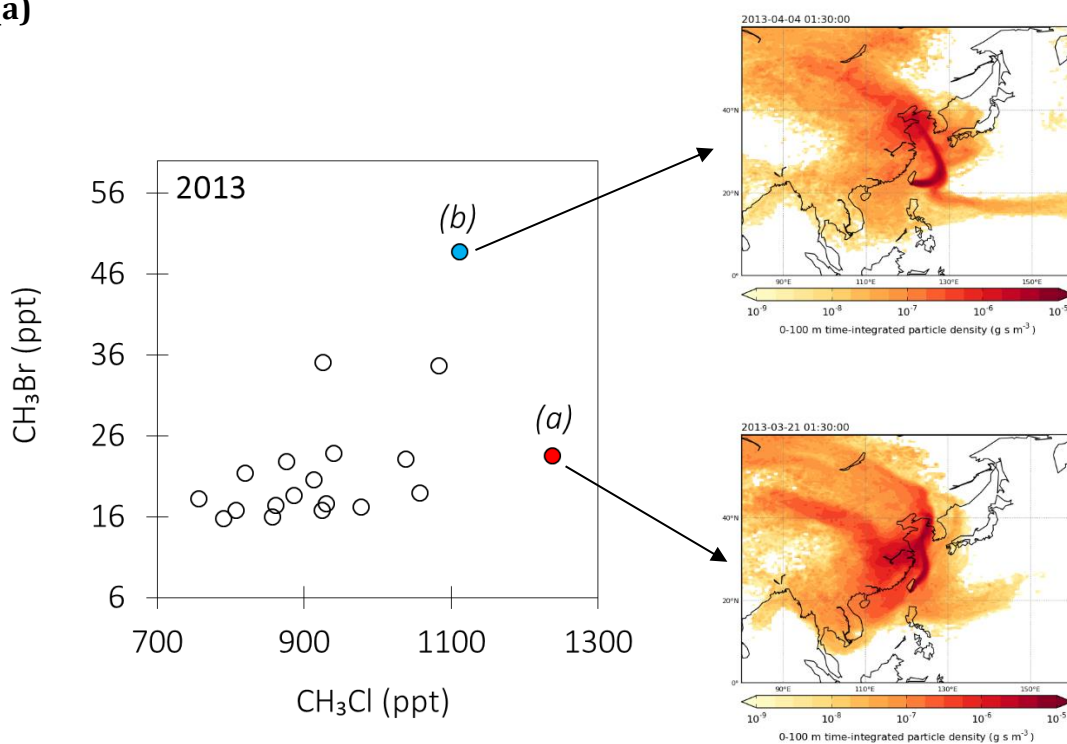 (a)
2013
56
46
36
26
16
6
700 900 1100 1300
CH₃Br (ppt)
CH₃Cl (ppt)
(b)
(a)
2013-04-04 01:30:00
40°N
20°N
0°
90°E 110°E 130°E 150°E
10⁻⁹ 10⁻⁸ 10⁻⁷ 10⁻⁶ 10⁻⁵
0-100 m time-integrated particle density (g s m⁻³)
2013-03-21 01:30:00
40°N
20°N
0°
90°E 110°E 130°E 150°E
10⁻⁹ 10⁻⁸ 10⁻⁷ 10⁻⁶ 10⁻⁵
0-100 m time-integrated particle density (g s m⁻³)